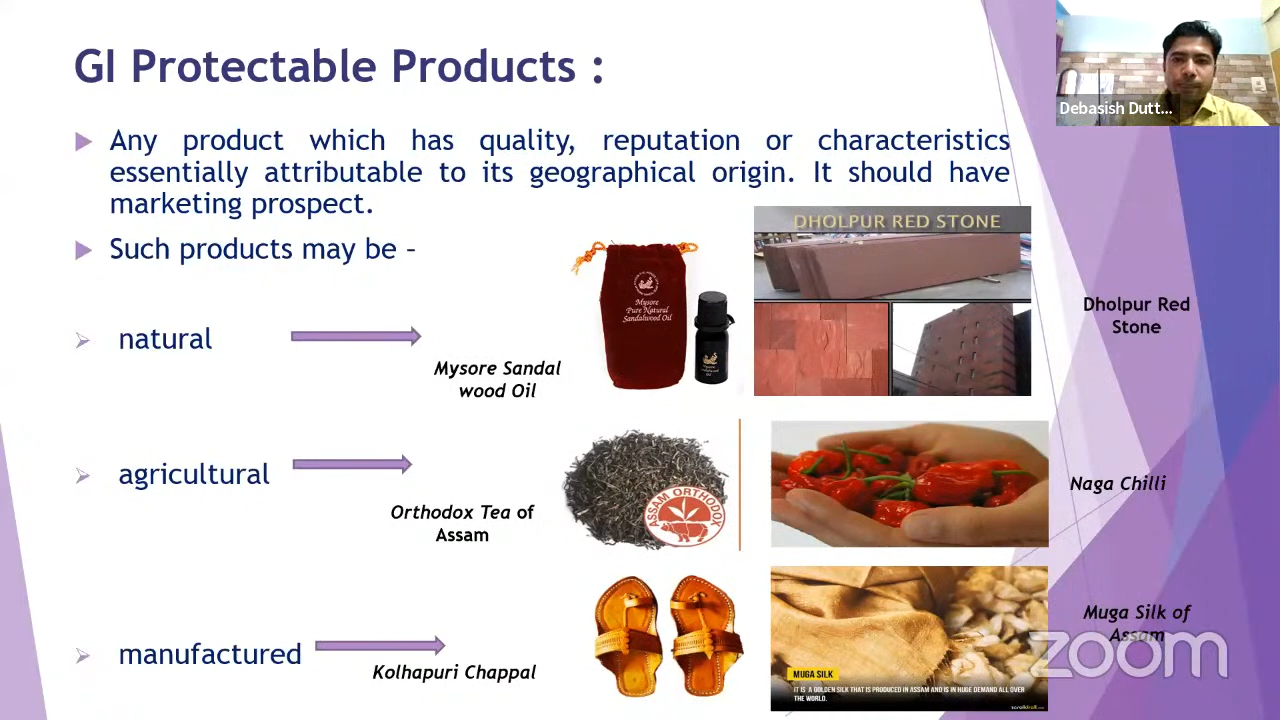 GI Protectable Products :
Debasish Dutt...
Any product which has quality, reputation or characteristics
essentially attributable to its geographical origin. It should have
marketing prospect.
Such products may be –
DHOLPUR RED STONE
Mysore
Pure Natural
Sandalwood Oil
Dholpur Red
Stone
natural
Mysore Sandal
wood Oil
agricultural
Orthodox Tea of
Assam
ASSAM ORTHODOX
Naga Chilli
manufactured
Kolhapuri Chappal
MUGA SILK
IT IS A GOLDEN SILK THAT IS PRODUCED IN ASSAM AND IS IN HUGE DEMAND ALL OVER
THE WORLD.
Muga Silk of
Assam
zoom